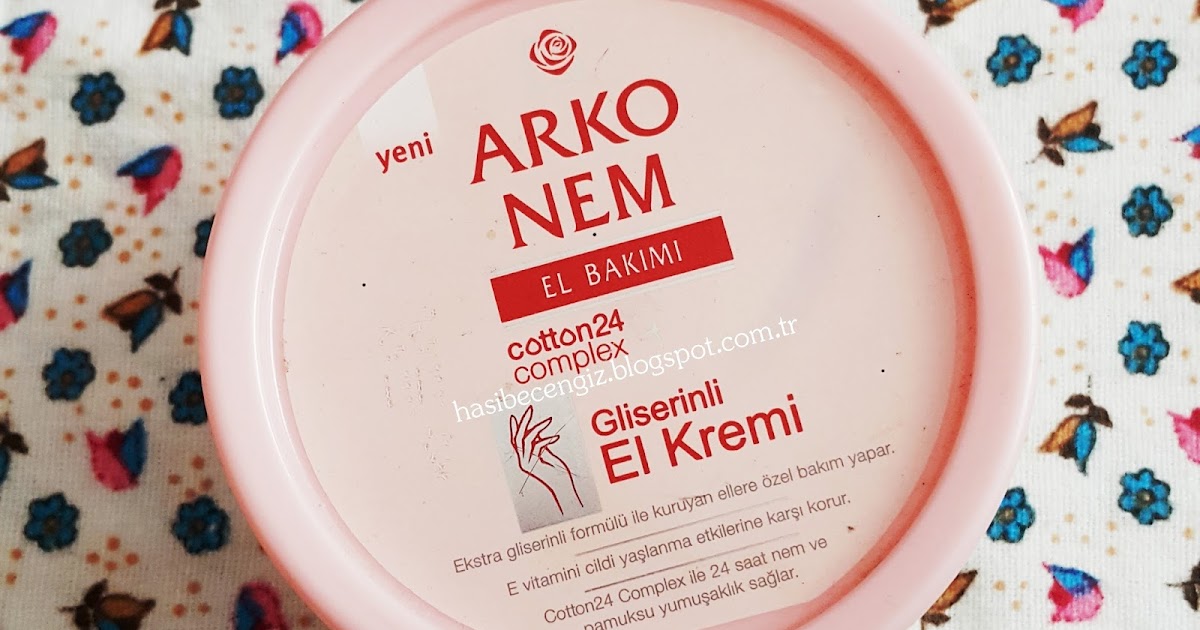 yeni
ARKO
NEM
EL BAKIMI
cotton24
complex
hasibecengiz.blogspot.com.tr
Gliserinli
El Kremi
Ekstra gliserinli formülü ile kuruyan ellere özel bakım yapar.
E vitamini cildi yaşlanma etkilerine karşı korur.
Cotton24 Complex ile 24 saat nem ve
pamuksu yumuşaklık sağlar.